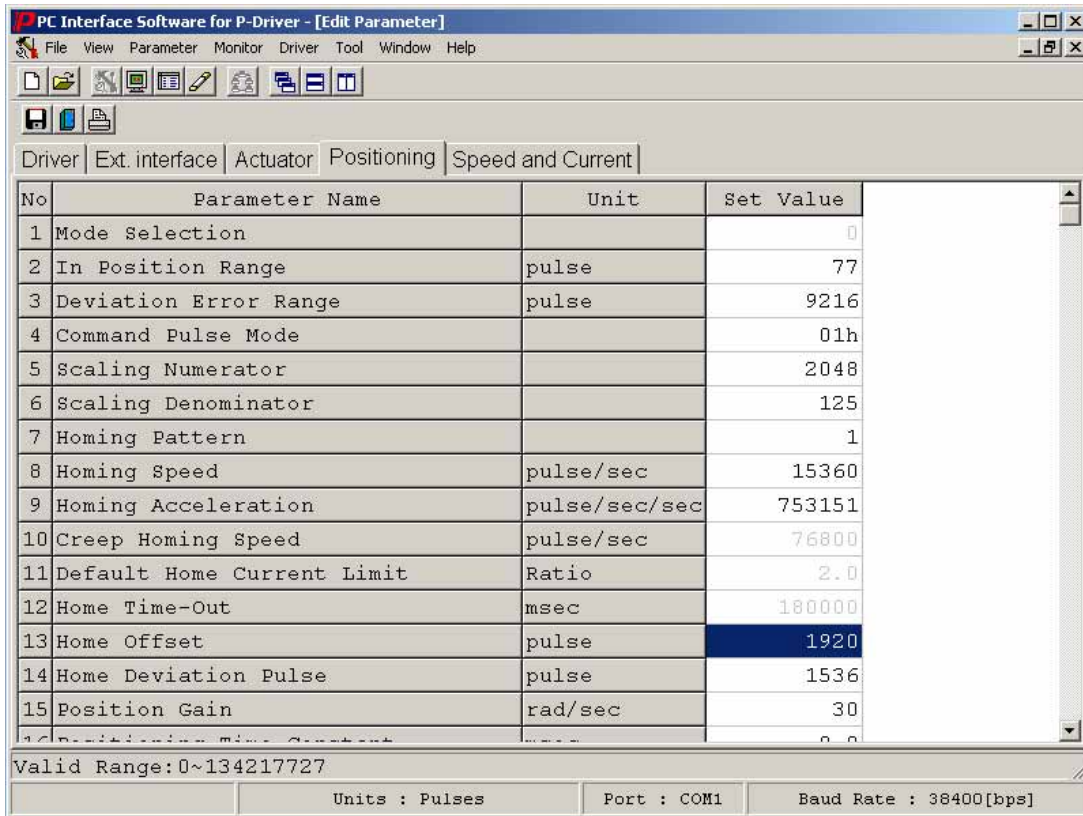 PC Interface Software for P-Driver - [Edit Parameter]
File View Parameter Monitor Driver Tool Window Help
Driver Ext. interface Actuator Positioning Speed and Current
No Parameter Name Unit Set Value
1 Mode Selection 0
2 In Position Range pulse 77
3 Deviation Error Range pulse 9216
4 Command Pulse Mode 01h
5 Scaling Numerator 2048
6 Scaling Denominator 125
7 Homing Pattern 1
8 Homing Speed pulse/sec 15360
9 Homing Acceleration pulse/sec/sec 753151
10 Creep Homing Speed pulse/sec 76800
11 Default Home Current Limit Ratio 2.0
12 Home Time-Out msec 180000
13 Home Offset pulse 1920
14 Home Deviation Pulse pulse 1536
15 Position Gain rad/sec 30
Valid Range:0~134217727
Units : Pulses Port : COM1 Baud Rate : 38400[bps]